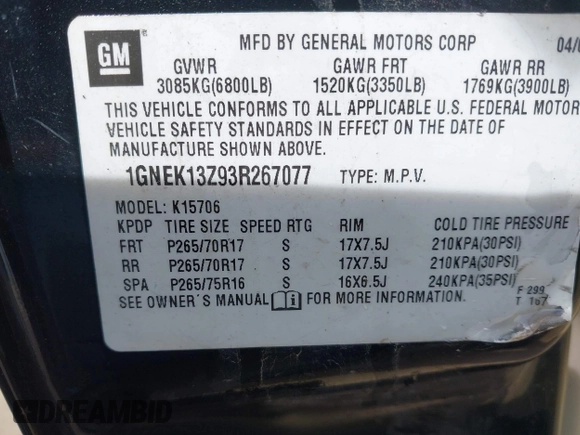 GM
MFD BY GENERAL MOTORS CORP 04/
GVWR GAWR FRT GAWR RR
3085KG(6800LB) 1520KG(3350LB) 1769KG(3900LB)
THIS VEHICLE CONFORMS TO ALL APPLICABLE U.S. FEDERAL MOTOR
VEHICLE SAFETY STANDARDS IN EFFECT ON THE DATE OF
MANUFACTURE SHOWN ABOVE.
1GNEK13Z93R267077 TYPE: M.P.V.
MODEL: K15706
KPDP TIRE SIZE SPEED RTG RIM COLD TIRE PRESSURE
FRT P265/70R17 S 17X7.5J 210KPA(30PSI)
RR P265/70R17 S 17X7.5J 210KPA(30PSI)
SPA P265/75R16 S 16X6.5J 240KPA(35PSI)
SEE OWNER'S MANUAL i FOR MORE INFORMATION.
F 299
T 167
DREAMBID